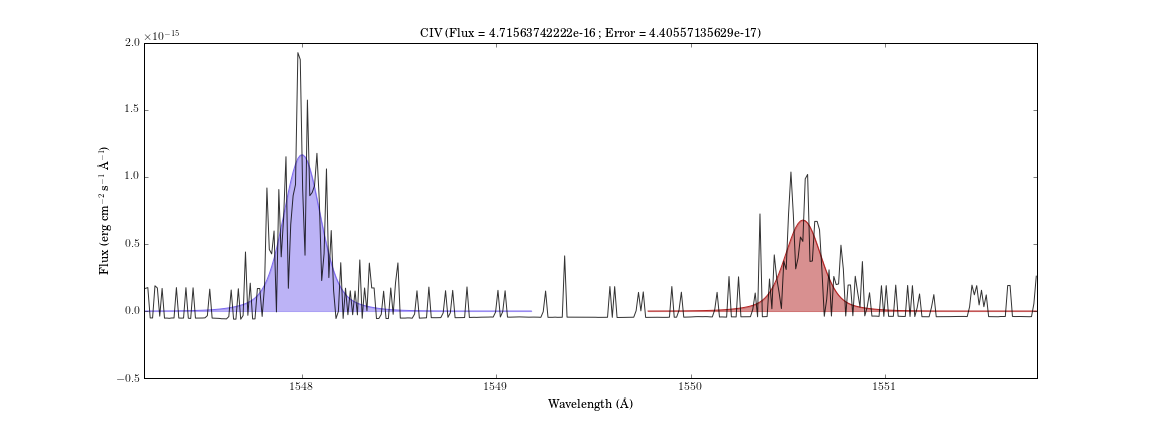 CIV (Flux = 4.71563742222e-16 ; Error = 4.40557135629e-17)
×10⁻¹⁵
2.0
1.5
1.0
0.5
0.0
−0.5
Flux (erg cm⁻² s⁻¹ Å⁻¹)
1548 1549 1550 1551
Wavelength (Å)